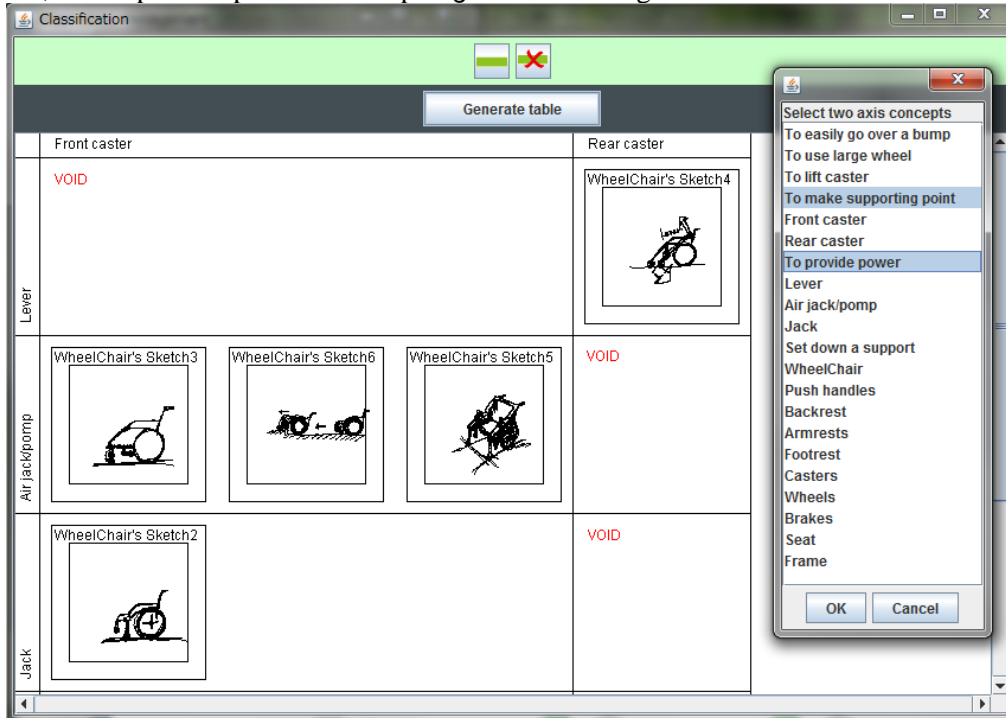 Classification
Generate table
Front caster
Rear caster
VOID
WheelChair's Sketch4
Lever
Lever
WheelChair's Sketch3
WheelChair's Sketch6
WheelChair's Sketch5
VOID
Air jack/pomp
WheelChair's Sketch2
VOID
Jack
Select two axis concepts
To easily go over a bump
To use large wheel
To lift caster
To make supporting point
Front caster
Rear caster
To provide power
Lever
Air jack/pomp
Jack
Set down a support
WheelChair
Push handles
Backrest
Armrests
Footrest
Casters
Wheels
Brakes
Seat
Frame
OK
Cancel